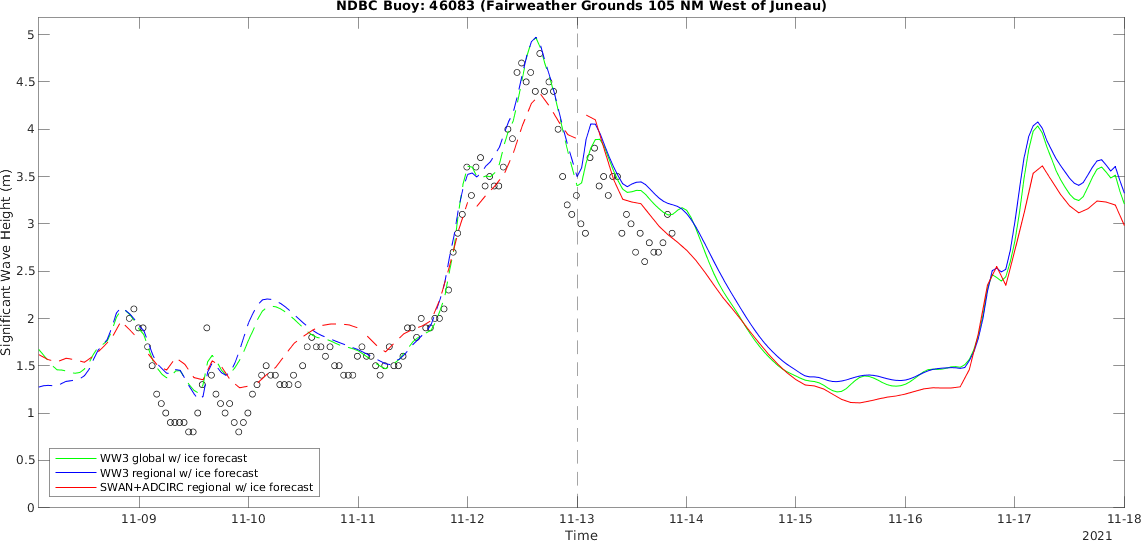 NDBC Buoy: 46083 (Fairweather Grounds 105 NM West of Juneau)
Significant Wave Height (m)
5
4.5
4
3.5
3
2.5
2
1.5
1
0.5
0
WW3 global w/ ice forecast
WW3 regional w/ ice forecast
SWAN+ADCIRC regional w/ ice forecast
11-09 11-10 11-11 11-12 11-13 11-14 11-15 11-16 11-17 11-18
Time
2021